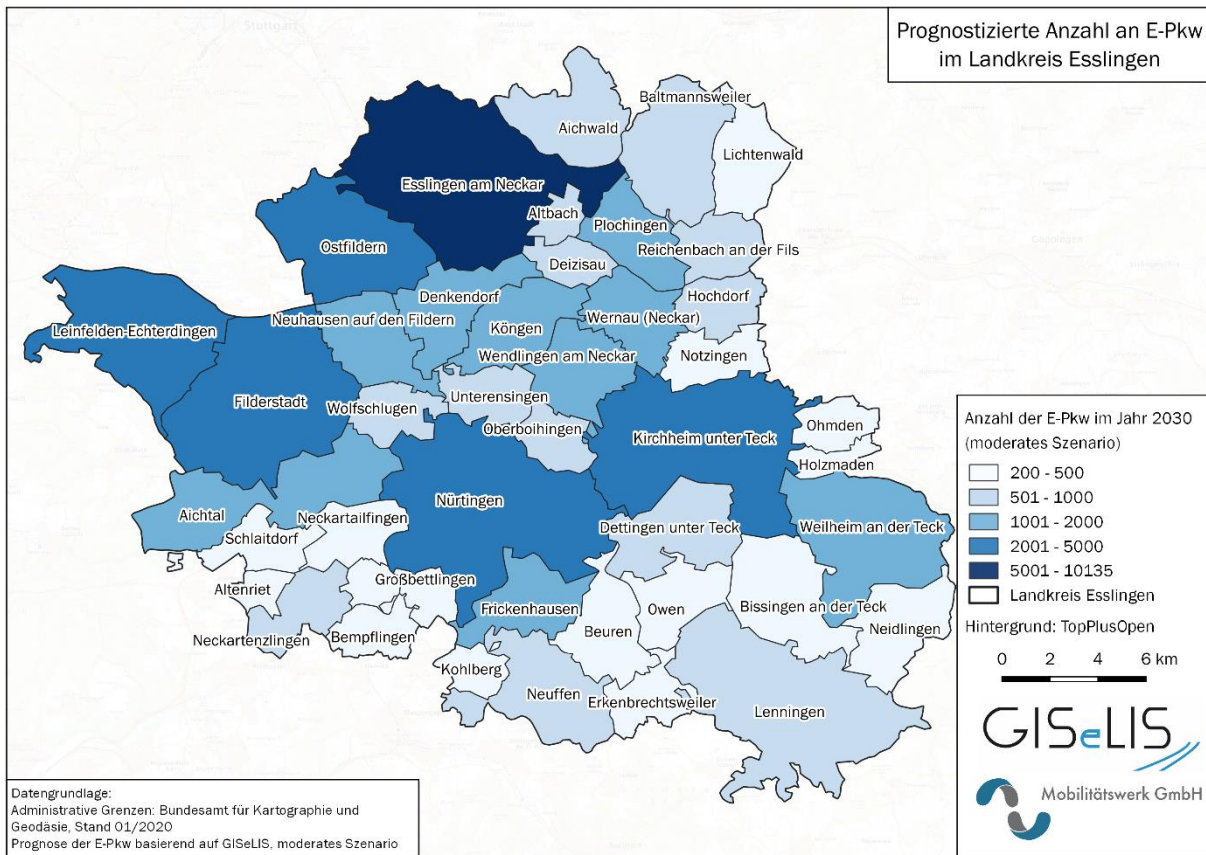 Prognostizierte Anzahl an E-Pkw
im Landkreis Esslingen
Baltmannsweiler
Aichwald
Lichtenwald
Esslingen am Neckar
Altbach
Plochingen
Ostfildern
Reichenbach an der Fils
Deizisau
Denkendorf
Hochdorf
Neuhausen auf den Fildern
Wernau (Neckar)
Leinfelden-Echterdingen
Köngen
Wendlingen am Neckar
Notzingen
Filderstadt
Unterensingen
Wolfschlugen
Oberboihingen
Kirchheim unter Teck
Ohmden
Holzmaden
Nürtingen
Aichtal
Neckartailfingen
Dettingen unter Teck
Weilheim an der Teck
Schlaitdorf
Großbettlingen
Altenriet
Frickenhausen
Owen
Bissingen an der Teck
Neidlingen
Neckartenzlingen
Bempflingen
Beuren
Kohlberg
Neuffen
Erkenbrechtsweiler
Lenningen
Anzahl der E-Pkw im Jahr 2030
(moderates Szenario)
200 - 500
501 - 1000
1001 - 2000
2001 - 5000
5001 - 10135
Landkreis Esslingen
Hintergrund: TopPlusOpen
0 2 4 6 km
GISeLIS
Mobilitätswerk GmbH
Datengrundlage:
Administrative Grenzen: Bundesamt für Kartographie und
Geodäsie, Stand 01/2020
Prognose der E-Pkw basierend auf GISeLIS, moderates Szenario